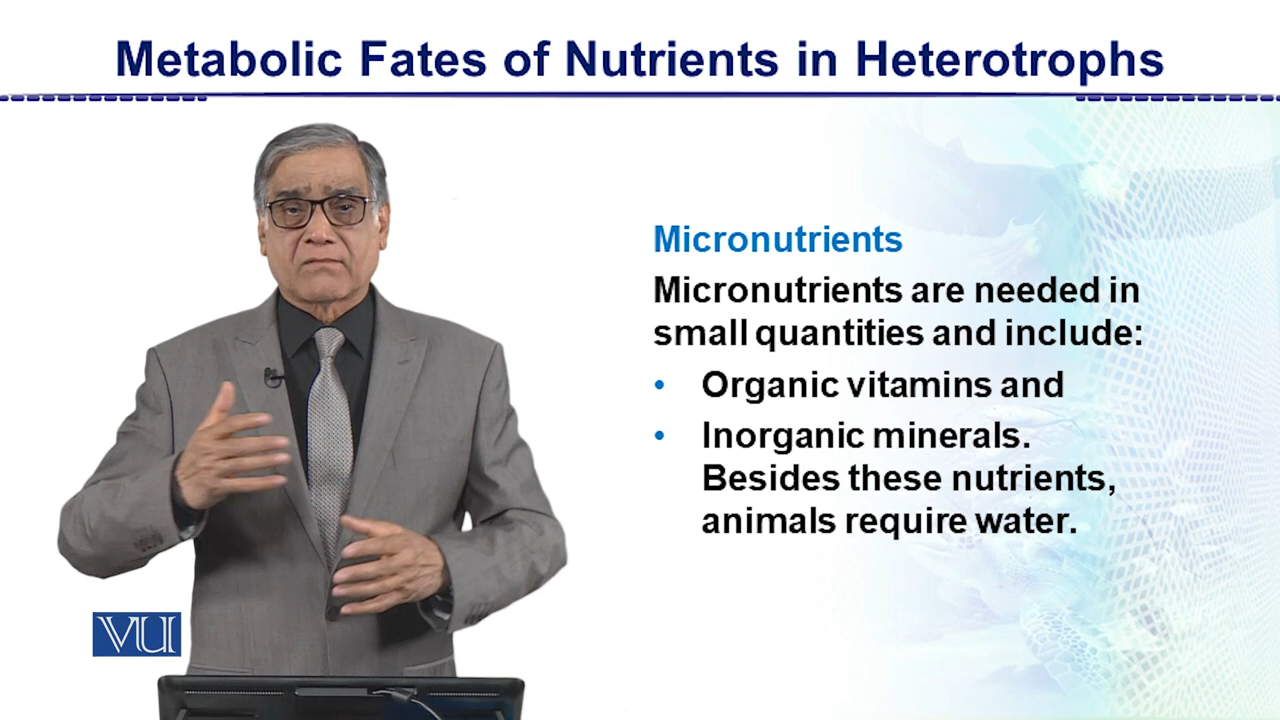 Metabolic Fates of Nutrients in Heterotrophs
Micronutrients
Micronutrients are needed in
small quantities and include:
• Organic vitamins and
• Inorganic minerals.
Besides these nutrients,
animals require water.
VU